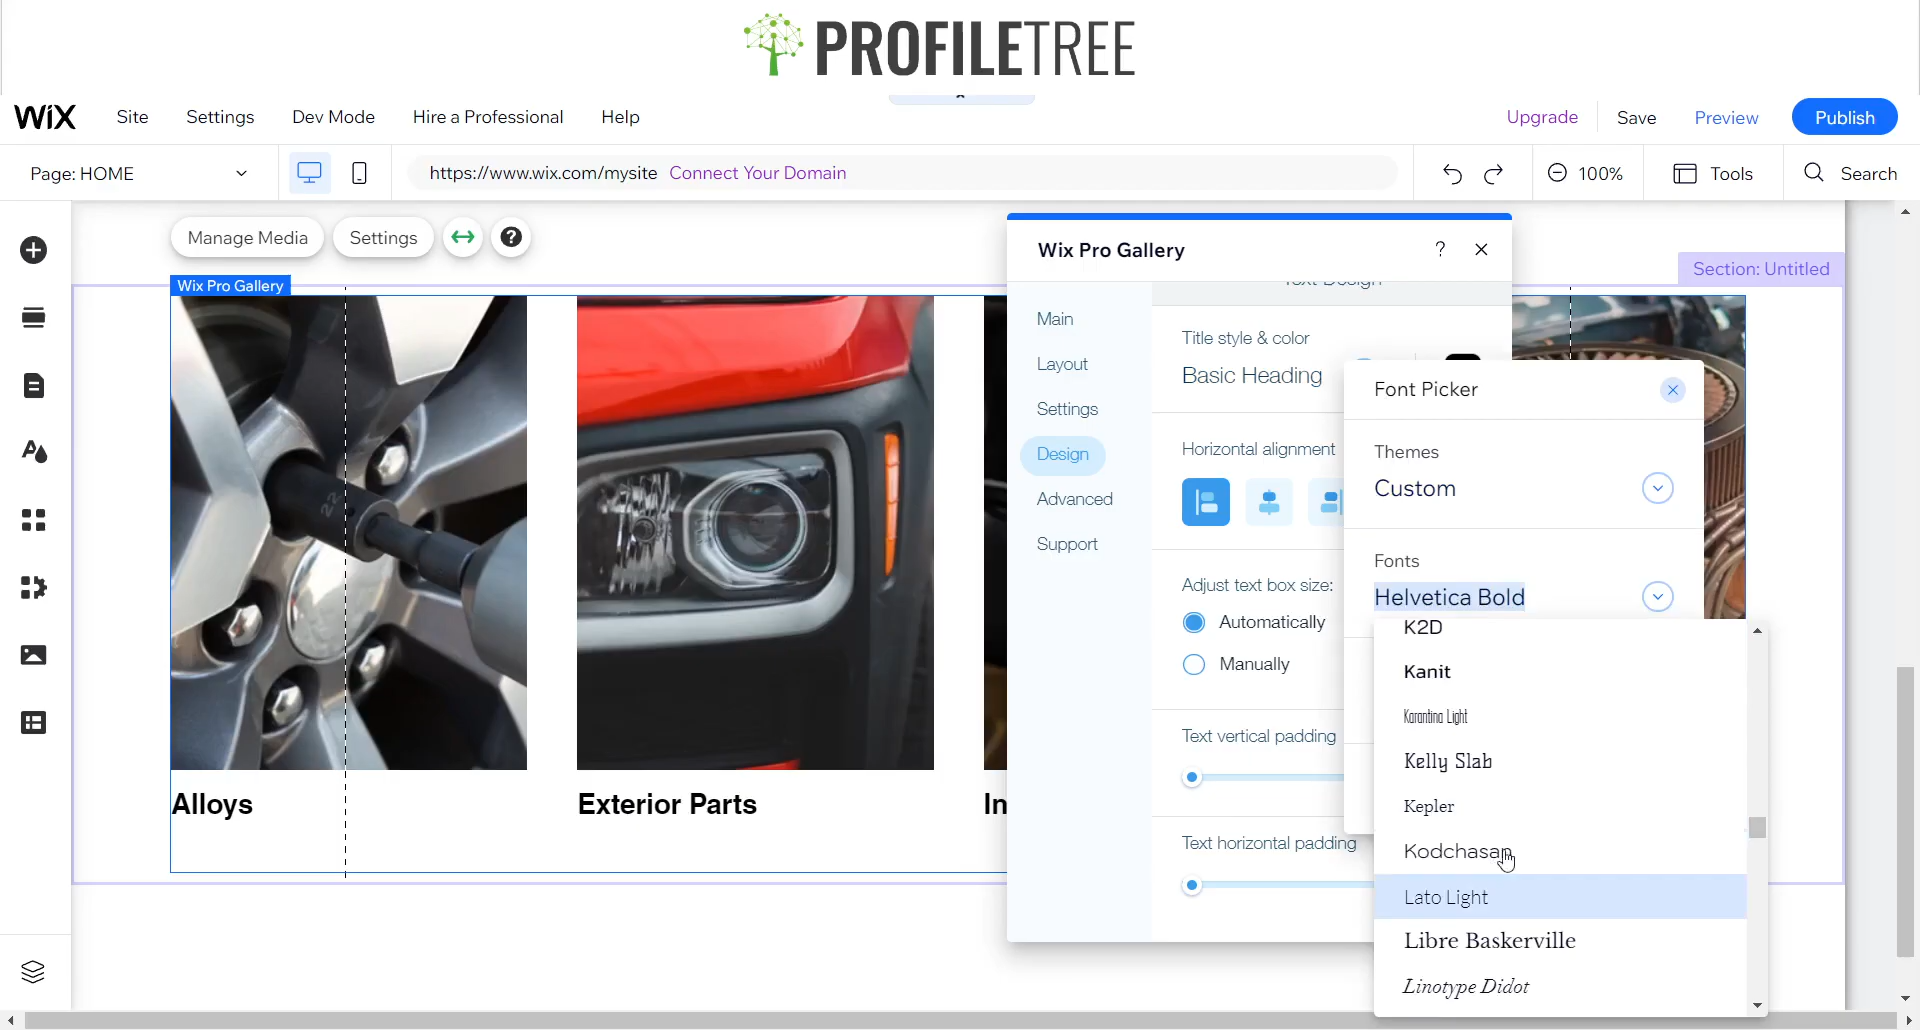 PROFILETREE
WiX
Site
Settings
Dev Mode
Hire a Professional
Help
Upgrade
Save
Preview
Publish
Page: HOME
https://www.wix.com/mysite Connect Your Domain
100%
Tools
Search
Manage Media
Settings
?
Wix Pro Gallery
Section: Untitled
22
Alloys
Exterior Parts
In
Wix Pro Gallery
?
Main
Layout
Settings
Design
Advanced
Support
Text Design
Title style & color
Basic Heading
Horizontal alignment
Adjust text box size:
Automatically
Manually
Text vertical padding
Text horizontal padding
Font Picker
Themes
Custom
Fonts
Helvetica Bold
K2D
Kanit
Karantina Light
Kelly Slab
Kepler
Kodchasan
Lato Light
Libre Baskerville
Linotype Didot